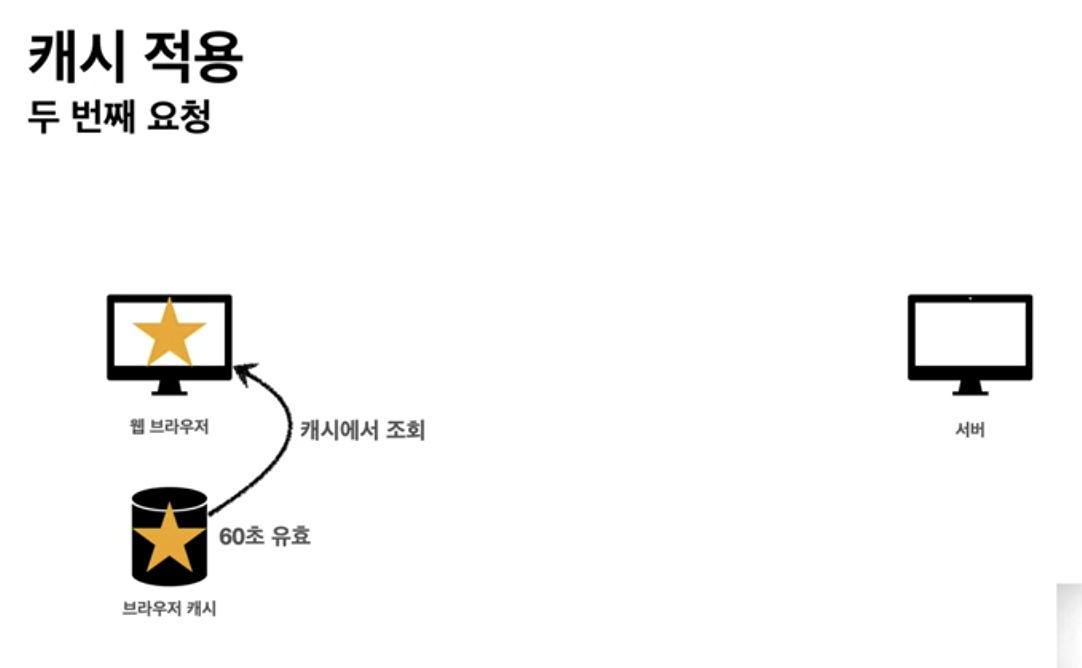 캐시 적용
두 번째 요청
웹 브라우저
서버
캐시에서 조회
60초 유효
브라우저 캐시